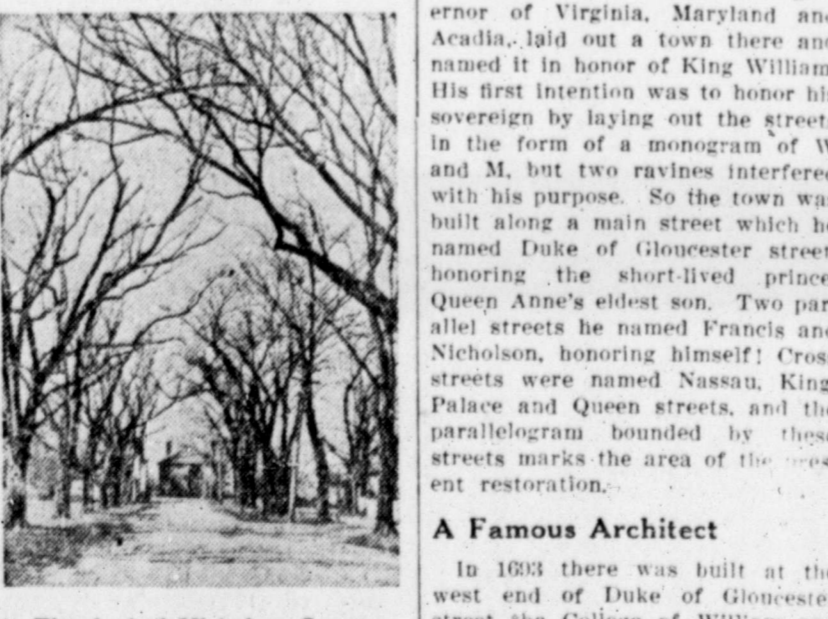 ernor of Virginia, Maryland an
Acadia, laid out a town there an
named it in honor of King William
His first intention was to honor hi
sovereign by laying out the street
in the form of a monogram of W
and M, but two ravines interfere
with his purpose. So the town wa
built along a main street which h
named Duke of Gloucester street
honoring the short-lived prince
Queen Anne's eldest son. Two par
allel streets he named Francis an
Nicholson, honoring himself! Cros
streets were named Nassau, King
Palace and Queen streets, and th
parallelogram bounded by these
streets marks the area of the
ent restoration.
A Famous Architect
In 1693 there was built at th
west end of Duke of Glouceste
street the College of